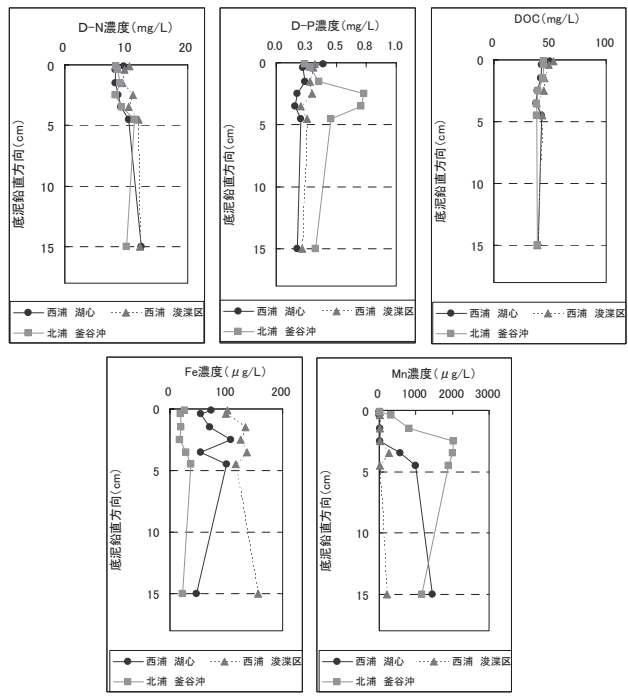 D-N濃度(mg/L)
0 10 20
0
5
10
15
底泥鉛直方向(cm)
西浦 湖心 西浦 浚渫区
北浦 釜谷沖
D-P濃度(mg/L)
0.0 0.3 0.5 0.8 1.0
0
5
10
15
底泥鉛直方向(cm)
西浦 湖心 西浦 浚渫区
北浦 釜谷沖
DOC(mg/L)
0 50 100
0
5
10
15
底泥鉛直方向(cm)
西浦 湖心 西浦 浚渫区
北浦 釜谷沖
Fe濃度(μg/L)
0 100 200
0
5
10
15
底泥鉛直方向(cm)
西浦 湖心 西浦 浚渫区
北浦 釜谷沖
Mn濃度(μg/L)
0 1000 2000 3000
0
5
10
15
底泥鉛直方向(cm)
西浦 湖心 西浦 浚渫区
北浦 釜谷沖